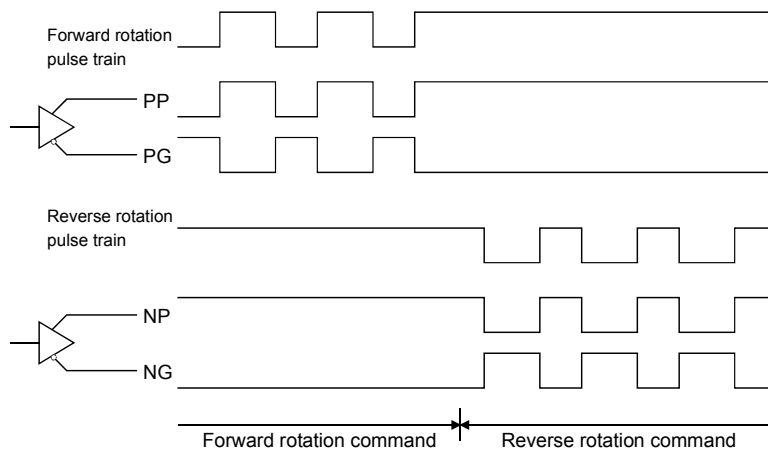 Forward rotation
pulse train
PP
PG
Reverse rotation
pulse train
NP
NG
Forward rotation command
Reverse rotation command